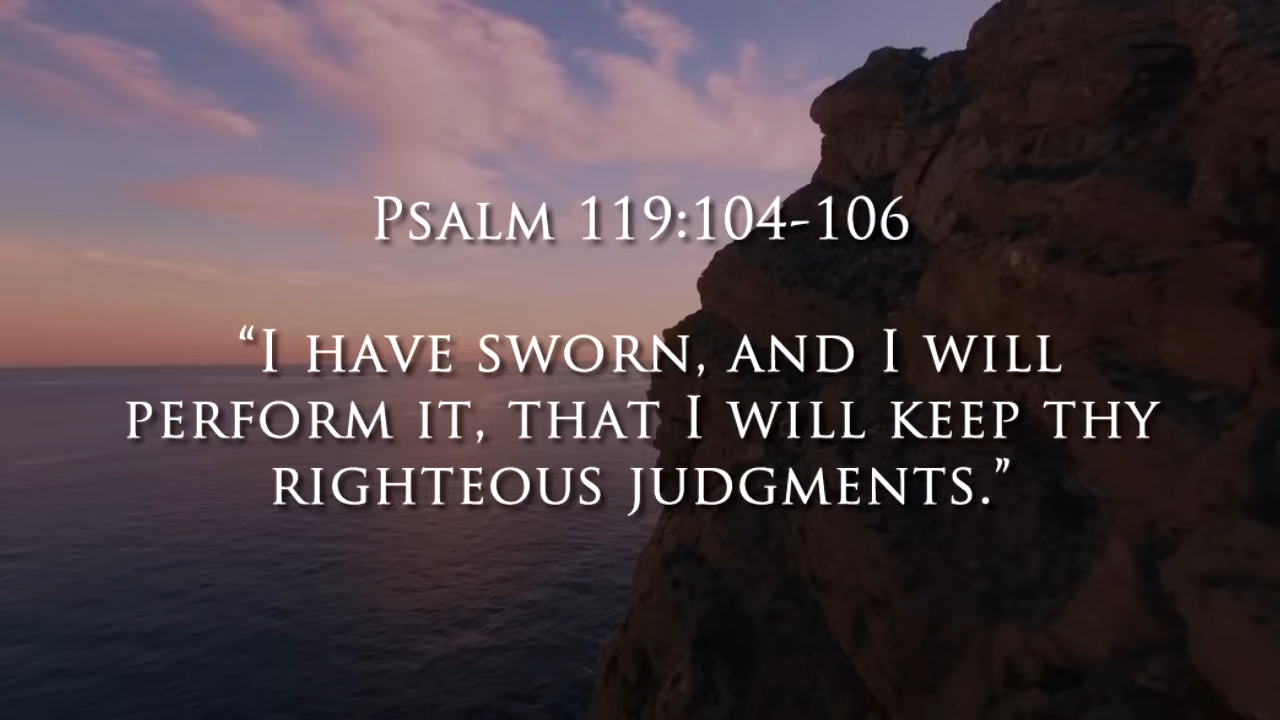 Psalm 119:104-106
“I have sworn, and I will
perform it, that I will keep thy
righteous judgments.”